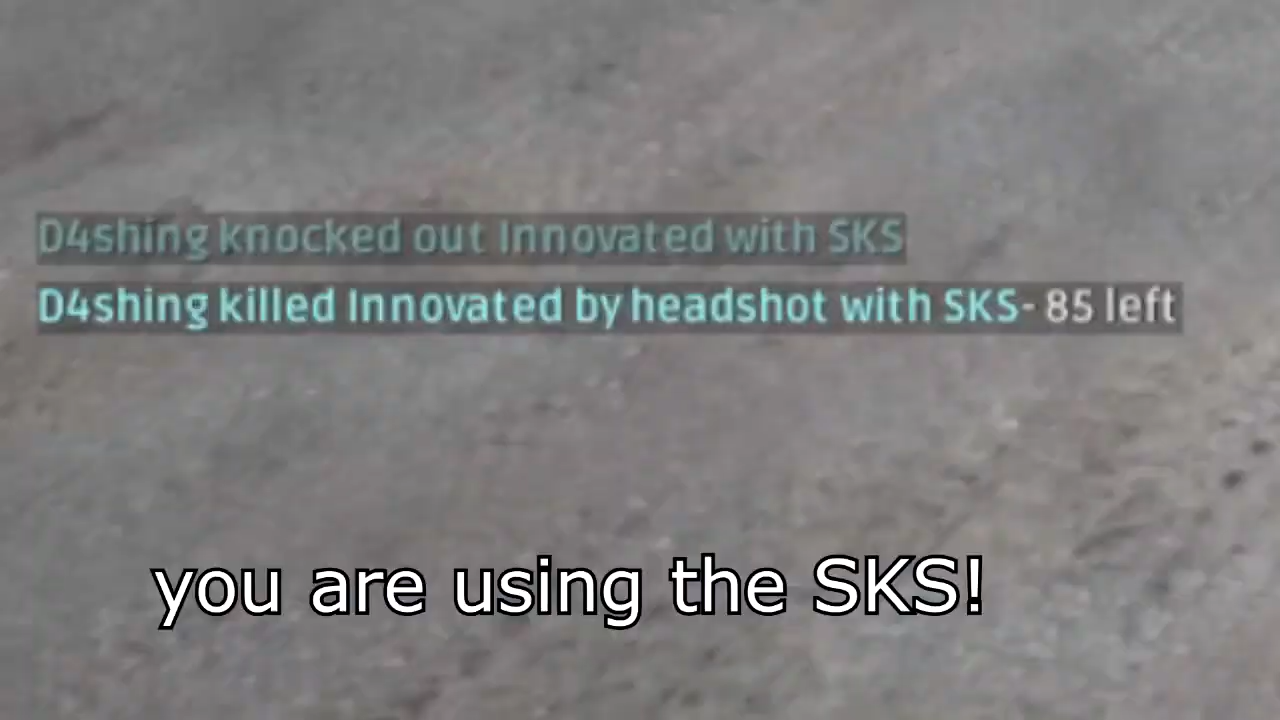 D4shing knocked out Innovated with SKS
D4shing killed Innovated by headshot with SKS- 85 left
you are using the SKS!